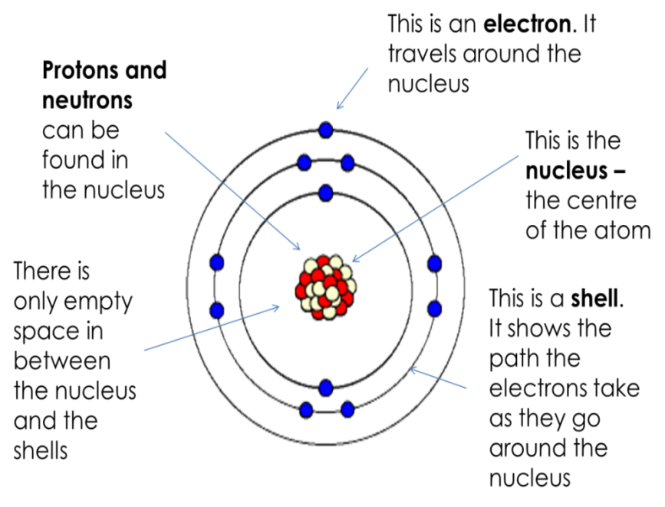 This is an electron. It
travels around the
nucleus
Protons and
neutrons
can be
found in
the nucleus
This is the
nucleus –
the centre
of the atom
There is
only empty
space in
between
the nucleus
and the
shells
This is a shell.
It shows the
path the
electrons take
as they go
around the
nucleus